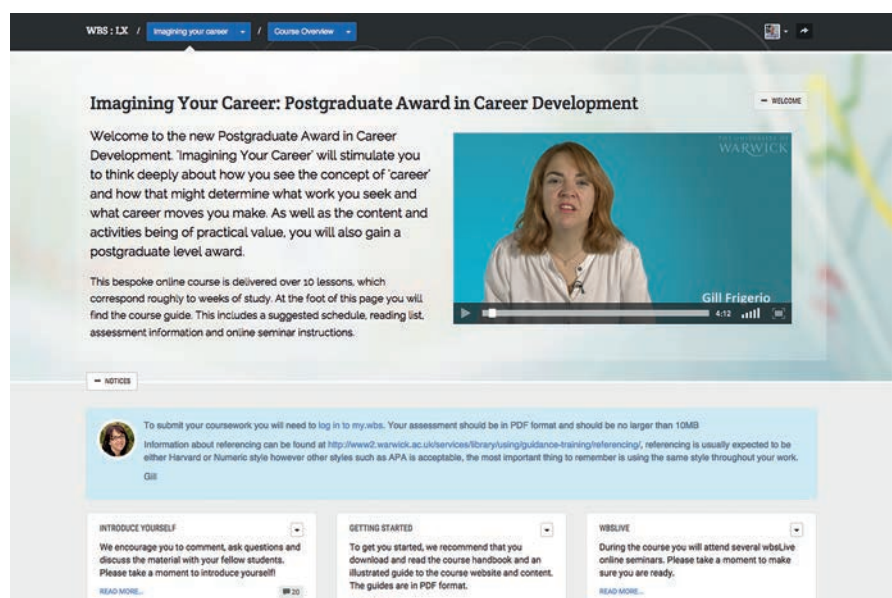 WBS : LX / Imagining your career / Course Overview
Imagining Your Career: Postgraduate Award in Career Development
WELCOME
Welcome to the new Postgraduate Award in Career
Development. 'Imagining Your Career' will stimulate you
to think deeply about how you see the concept of 'career'
and how that might determine what work you seek and
what career moves you make. As well as the content and
activities being of practical value, you will also gain a
postgraduate level award.
This bespoke online course is delivered over 10 lessons, which
correspond roughly to weeks of study. At the foot of this page you will
find the course guide. This includes a suggested schedule, reading list,
assessment information and online seminar instructions.
THE UNIVERSITY OF
WARWICK
Gill Frigerio
4:12
NOTICES
To submit your coursework you will need to log in to my.wbs. Your assessment should be in PDF format and should be no larger than 10MB
Information about referencing can be found at http://www2.warwick.ac.uk/services/library/using/guidance-training/referencing/, referencing is usually expected to be
either Harvard or Numeric style however other styles such as APA is acceptable, the most important thing to remember is using the same style throughout your work.
Gill
INTRODUCE YOURSELF
We encourage you to comment, ask questions and
discuss the material with your fellow students.
Please take a moment to introduce yourself!
READ MORE...
20
GETTING STARTED
To get you started, we recommend that you
download and read the course handbook and an
illustrated guide to the course website and content.
The guides are in PDF format.
WBSLIVE
During the course you will attend several wbsLive
online seminars. Please take a moment to make
sure you are ready.
READ MORE...